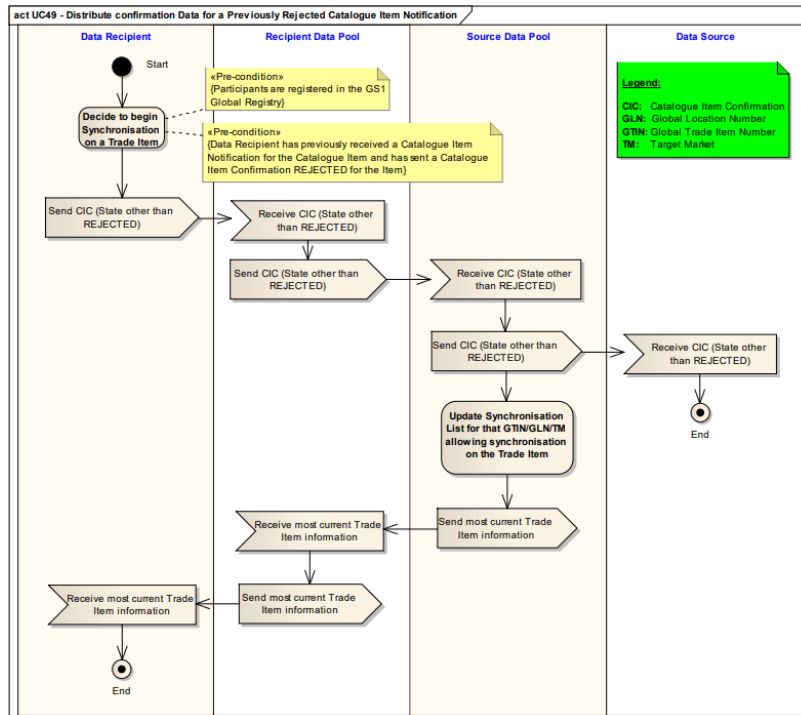 act UC49 - Distribute confirmation Data for a Previously Rejected Catalogue Item Notification
Data Recipient
Recipient Data Pool
Source Data Pool
Data Source
Start
«Pre-condition»
{Participants are registered in the GS1
Global Registry}
Legend:
CIC: Catalogue Item Confirmation
GLN: Global Location Number
GTIN: Global Trade Item Number
TM: Target Market
Decide to begin
Synchronisation
on a Trade Item
«Pre-condition»
{Data Recipient has previously received a Catalogue Item
Notification for the Catalogue Item and has sent a Catalogue
Item Confirmation REJECTED for the Item}
Send CIC (State other
than REJECTED)
Receive CIC (State other
than REJECTED)
Send CIC (State other than
REJECTED)
Receive CIC (State other
than REJECTED)
Send CIC (State other than
REJECTED)
Receive CIC (State other
than REJECTED)
End
Update Synchronisation
List for that GTIN/GLN/TM
allowing synchronisation
on the Trade Item
Send most current Trade
Item information
Receive most current Trade
Item information
Send most current Trade
Item information
Receive most current Trade
Item information
End